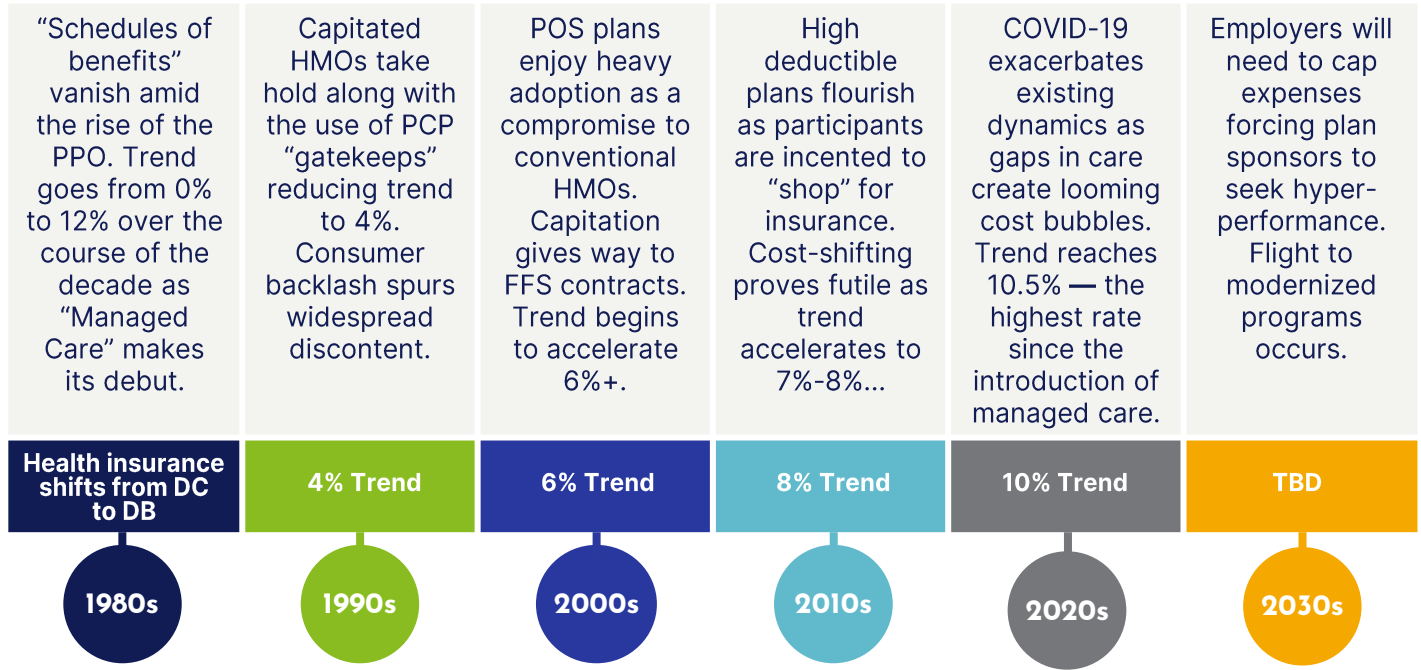 “Schedules of
benefits”
vanish amid
the rise of the
PPO. Trend
goes from 0%
to 12% over the
course of the
decade as
“Managed
Care” makes
its debut.
Health insurance
shifts from DC
to DB
1980s
Capitated
HMOs take
hold along with
the use of PCP
“gatekeeps”
reducing trend
to 4%.
Consumer
backlash spurs
widespread
discontent.
4% Trend
1990s
POS plans
enjoy heavy
adoption as a
compromise to
conventional
HMOs.
Capitation
gives way to
FFS contracts.
Trend begins
to accelerate
6%+.
6% Trend
2000s
High
deductible
plans flourish
as participants
are incented to
“shop” for
insurance.
Cost-shifting
proves futile as
trend
accelerates to
7%-8%...
8% Trend
2010s
COVID-19
exacerbates
existing
dynamics as
gaps in care
create looming
cost bubbles.
Trend reaches
10.5% — the
highest rate
since the
introduction of
managed care.
10% Trend
2020s
Employers will
need to cap
expenses
forcing plan
sponsors to
seek hyper-
performance.
Flight to
modernized
programs
occurs.
TBD
2030s